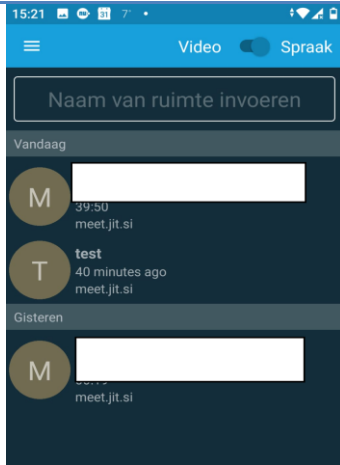 15:21 31 7°
Video Spraak
Naam van ruimte invoeren
Vandaag
M
39:50
meet.jit.si
T
test
40 minutes ago
meet.jit.si
Gisteren
M
meet.jit.si